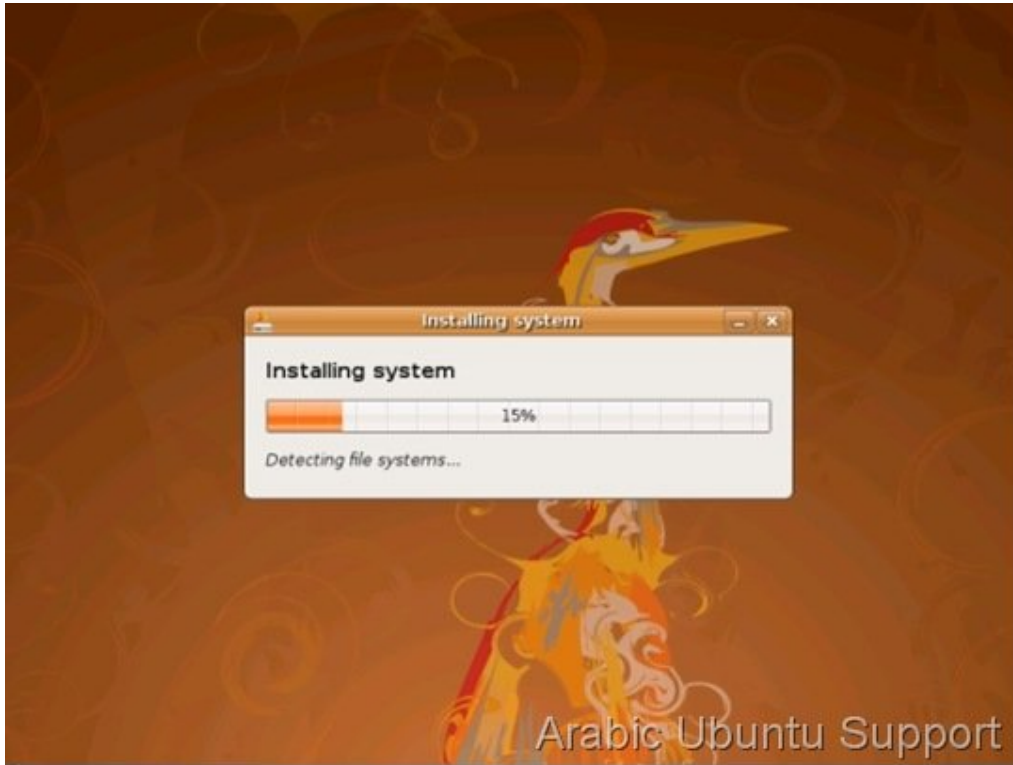 Installing system
Installing system
15%
Detecting file systems...
Arabic Ubuntu Support